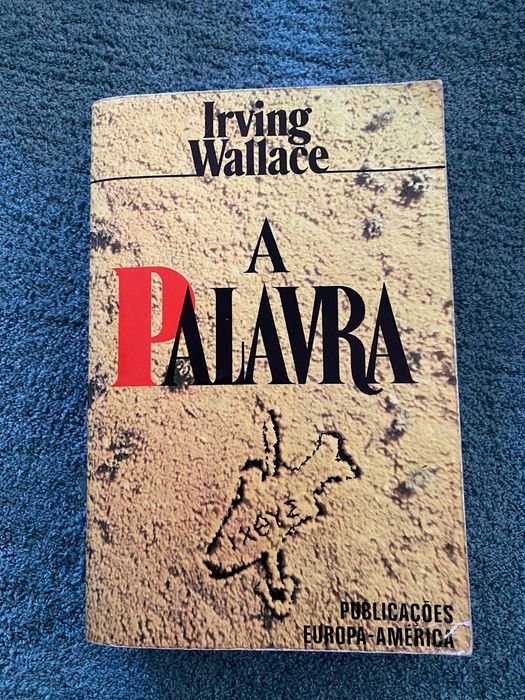 Irving
Wallace
A
PALAVRA
ΙΧΘΥΣ
PUBLICAÇÕES
EUROPA-AMÉRICA